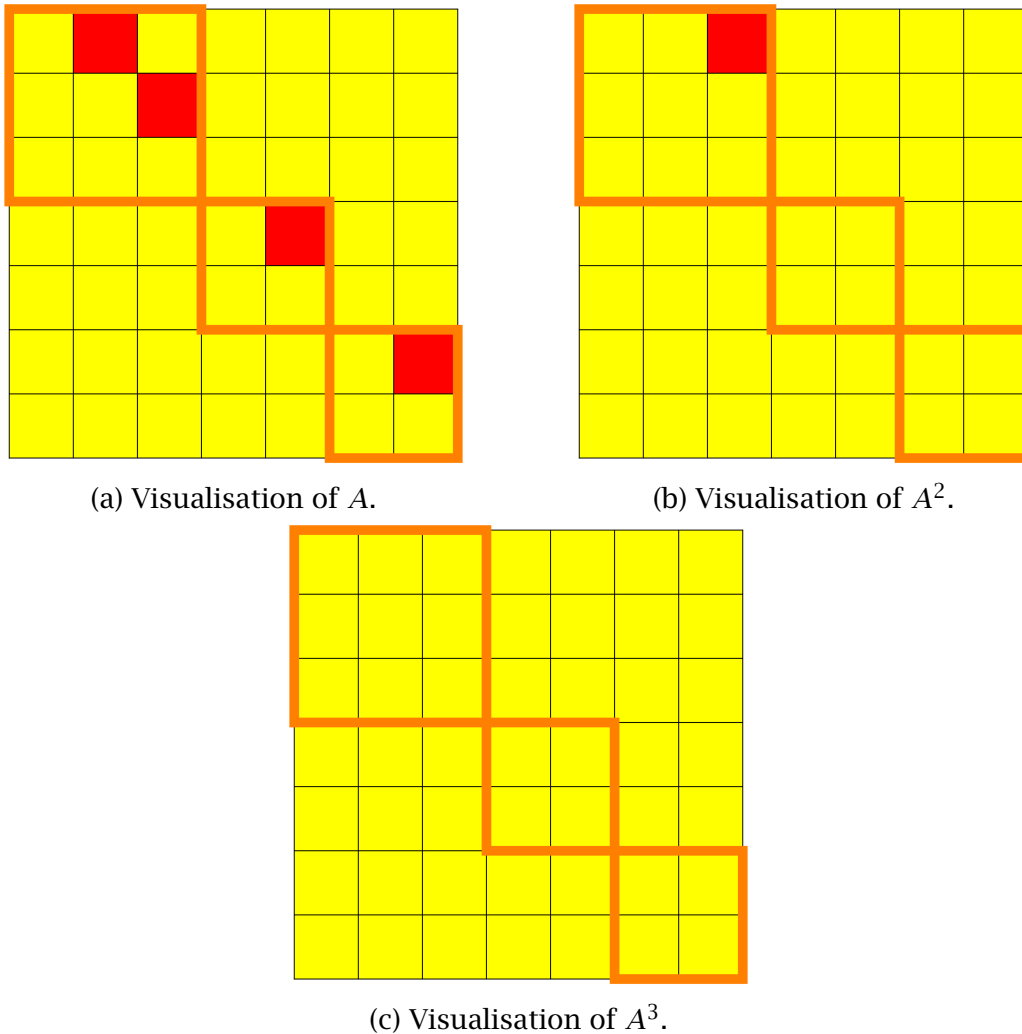 (a) Visualisation of A.
(b) Visualisation of A².
(c) Visualisation of A³.